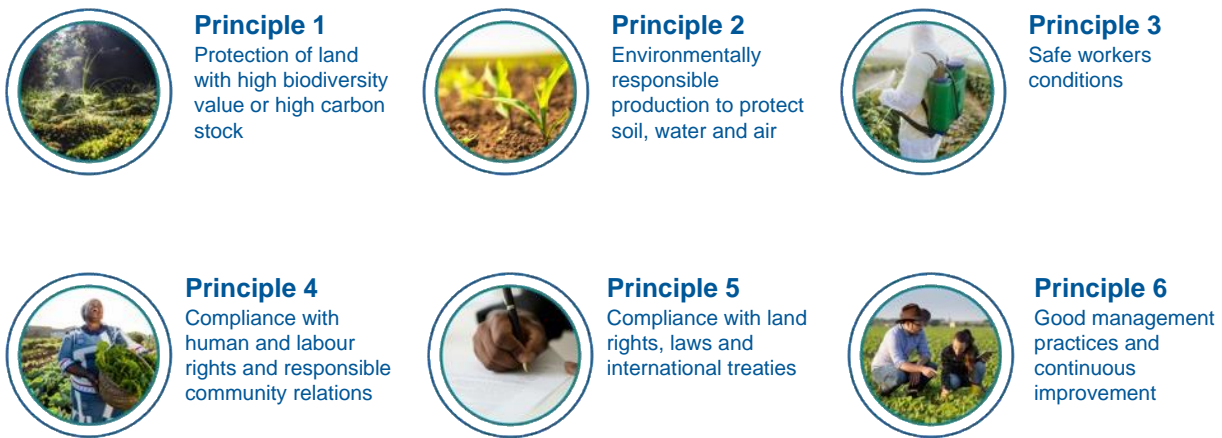 Principle 1
Protection of land
with high biodiversity
value or high carbon
stock
Principle 2
Environmentally
responsible
production to protect
soil, water and air
Principle 3
Safe workers
conditions
Principle 4
Compliance with
human and labour
rights and responsible
community relations
Principle 5
Compliance with land
rights, laws and
international treaties
Principle 6
Good management
practices and
continuous
improvement